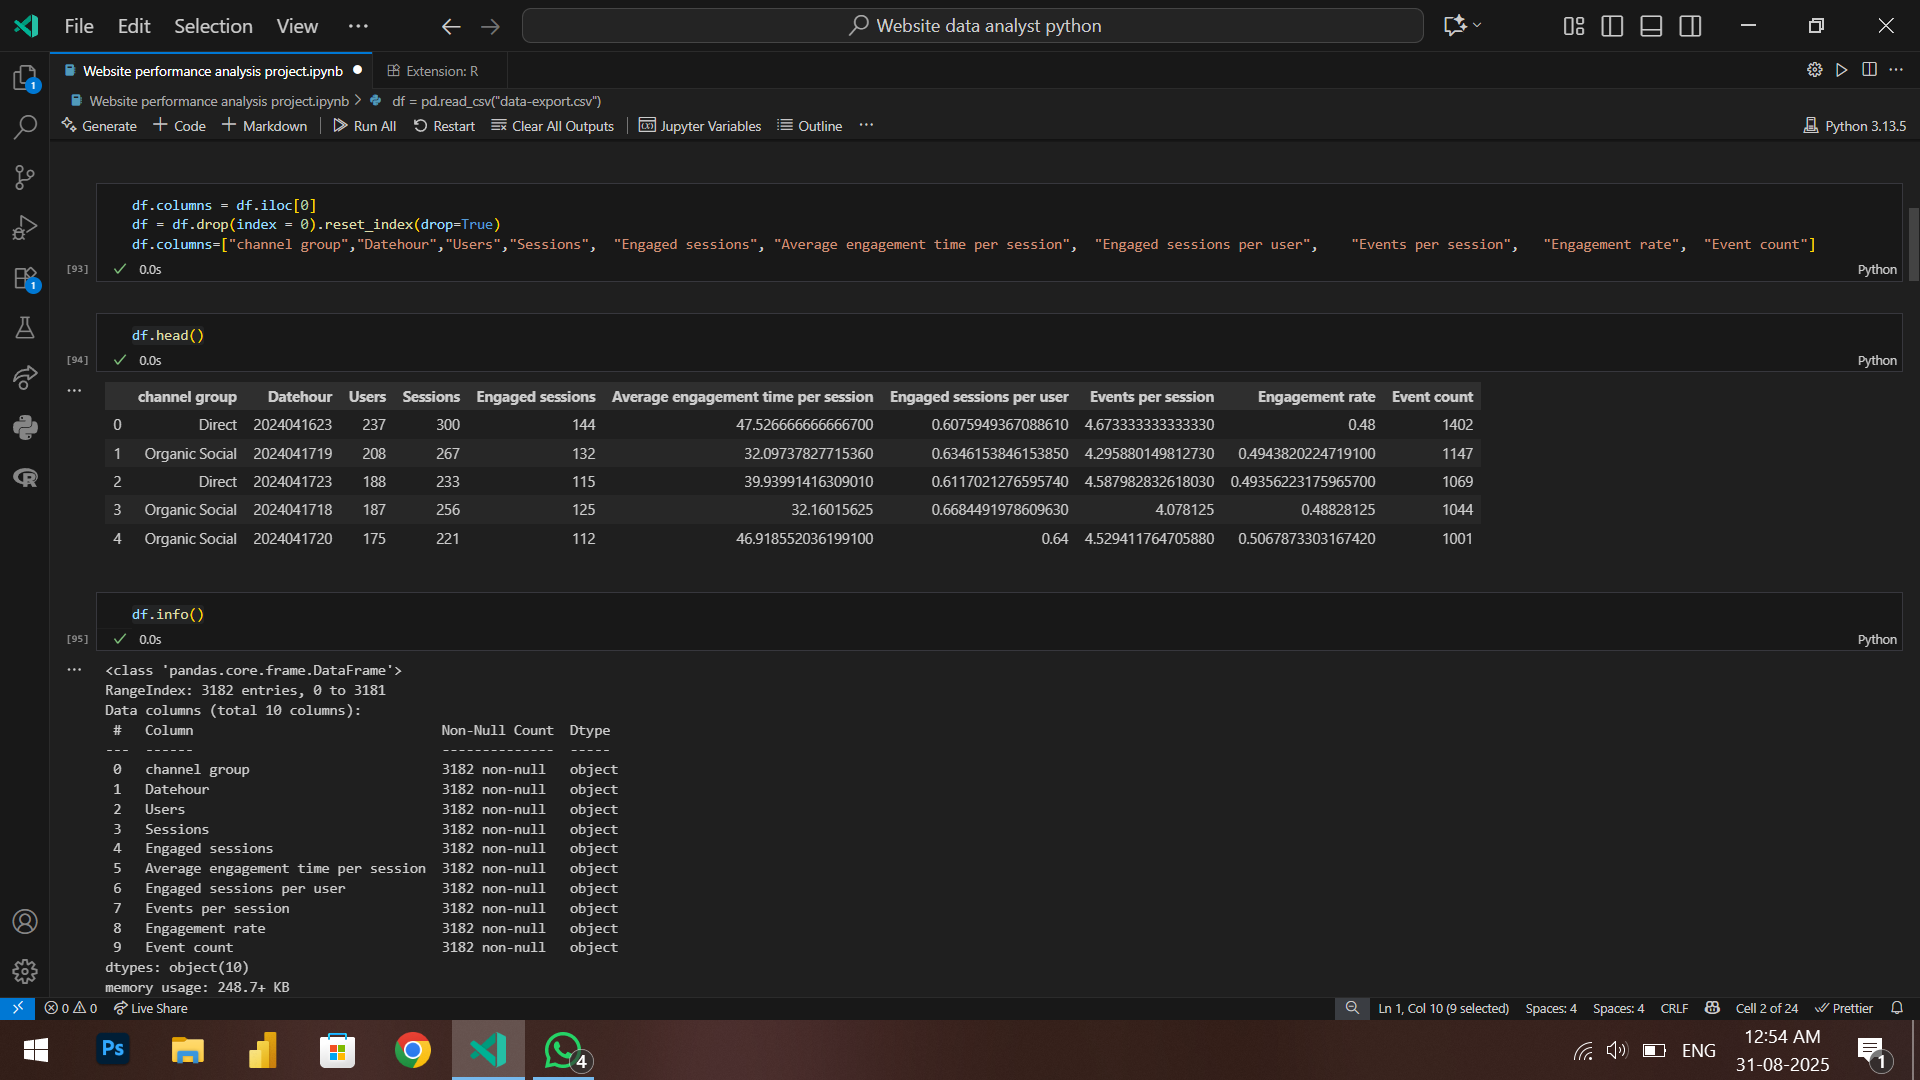 File Edit Selection View ··· Website data analyst python
Website performance analysis project.ipynb Extension: R
Website performance analysis project.ipynb > df = pd.read_csv("data-export.csv")
Generate + Code + Markdown Run All Restart Clear All Outputs Jupyter Variables Outline ··· Python 3.13.5
df.columns = df.iloc[0]
df = df.drop(index = 0).reset_index(drop=True)
df.columns=["channel group","Datehour","Users","Sessions", "Engaged sessions", "Average engagement time per session", "Engaged sessions per user", "Events per session", "Engagement rate", "Event count"]
[93] ✓ 0.0s Python
df.head()
[94] ✓ 0.0s Python
channel group Datehour Users Sessions Engaged sessions Average engagement time per session Engaged sessions per user Events per session Engagement rate Event count
0 Direct 2024041623 237 300 144 47.526666666666700 0.6075949367088610 4.673333333333330 0.48 1402
1 Organic Social 2024041719 208 267 132 32.09737827715360 0.6346153846153850 4.295880149812730 0.4943820224719100 1147
2 Direct 2024041723 188 233 115 39.93991416309010 0.6117021276595740 4.587982832618030 0.49356223175965700 1069
3 Organic Social 2024041718 187 256 125 32.16015625 0.6684491978609630 4.078125 0.48828125 1044
4 Organic Social 2024041720 175 221 112 46.918552036199100 0.64 4.529411764705880 0.5067873303167420 1001
df.info()
[95] ✓ 0.0s Python
<class 'pandas.core.frame.DataFrame'>
RangeIndex: 3182 entries, 0 to 3181
Data columns (total 10 columns):
# Column Non-Null Count Dtype
--- ------ -------------- -----
0 channel group 3182 non-null object
1 Datehour 3182 non-null object
2 Users 3182 non-null object
3 Sessions 3182 non-null object
4 Engaged sessions 3182 non-null object
5 Average engagement time per session 3182 non-null object
6 Engaged sessions per user 3182 non-null object
7 Events per session 3182 non-null object
8 Engagement rate 3182 non-null object
9 Event count 3182 non-null object
dtypes: object(10)
memory usage: 248.7+ KB
0 0 Live Share Ln 1, Col 10 (9 selected) Spaces: 4 Spaces: 4 CRLF Cell 2 of 24 Prettier
Ps 4 ENG 12:54 AM 1
31-08-2025